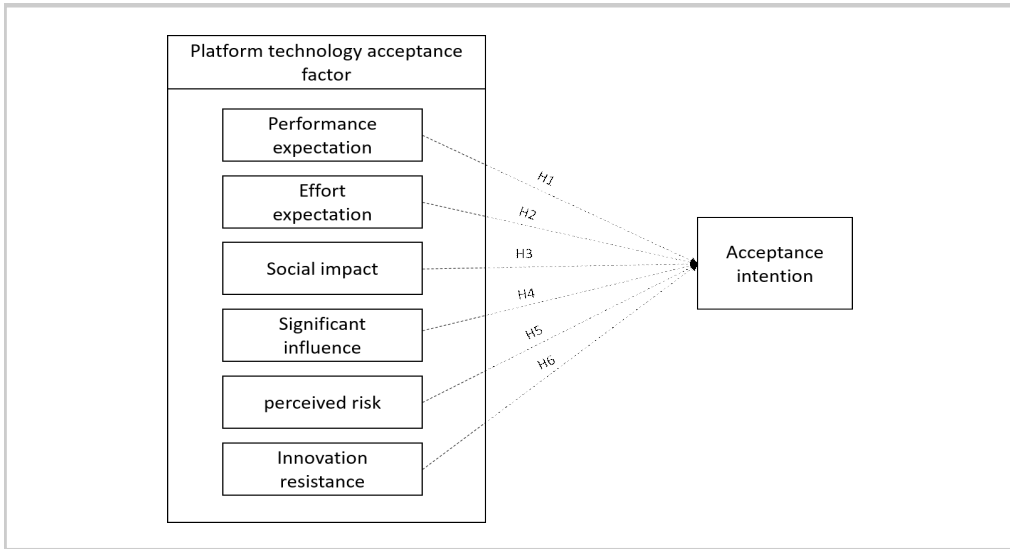 Platform technology acceptance
factor
Performance
expectation
Effort
expectation
Social impact
Significant
influence
perceived risk
Innovation
resistance
H1
H2
H3
H4
H5
H6
Acceptance
intention